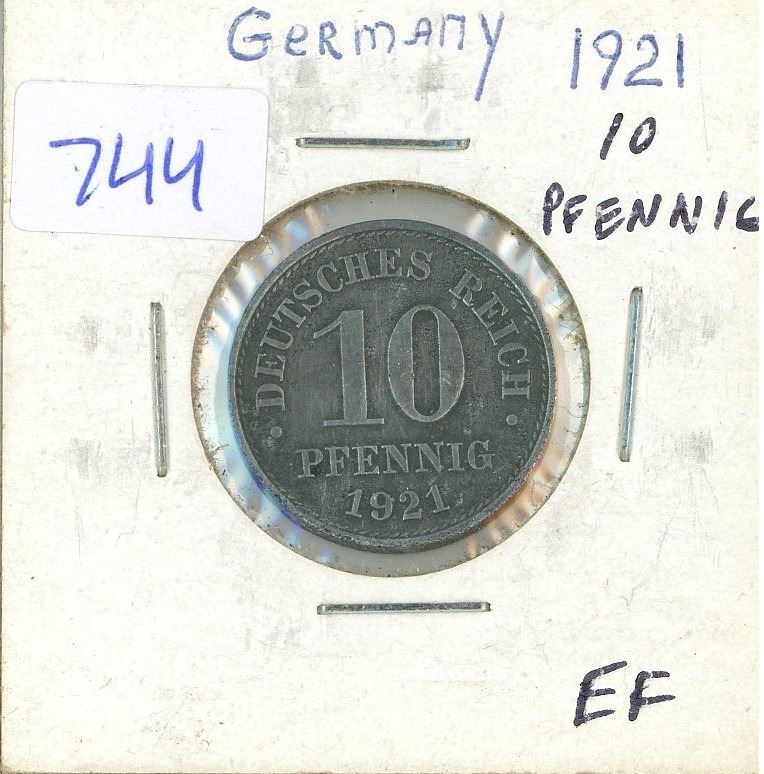 Germany 1921
744
10
PFENNIG
DEUTSCHES REICH
10
PFENNIG
1921
EF